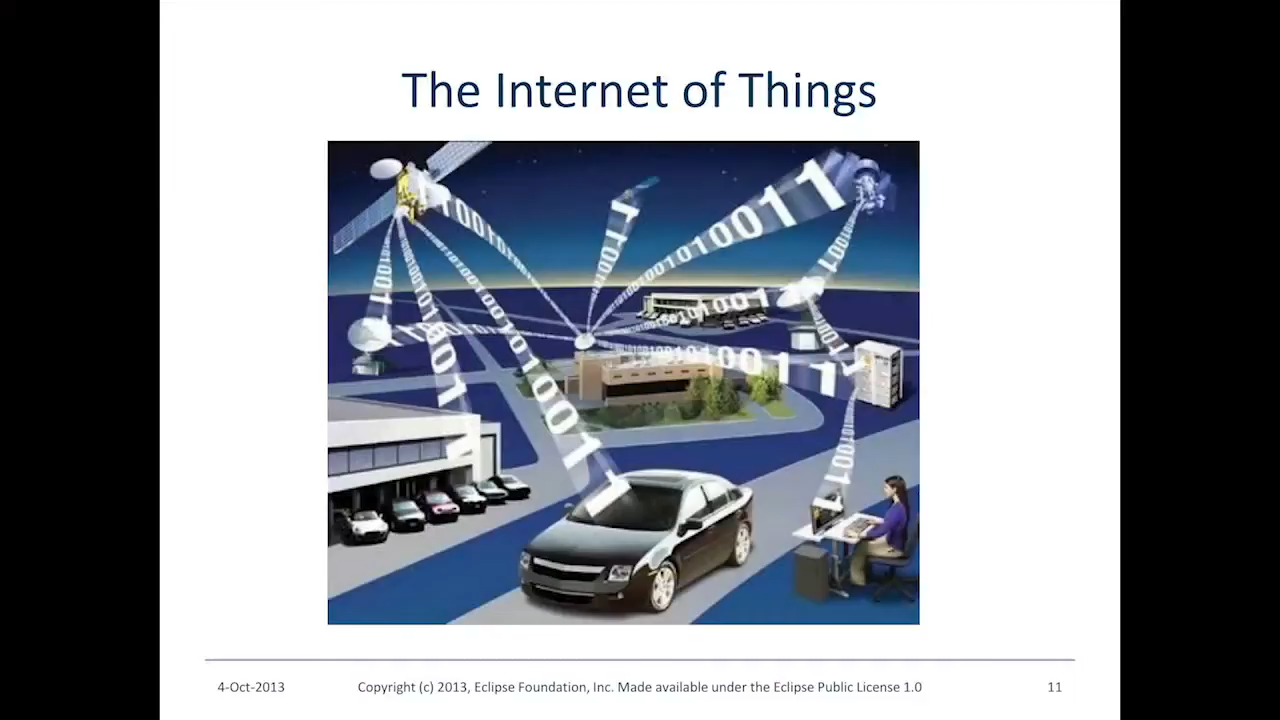 The Internet of Things
4-Oct-2013
Copyright (c) 2013, Eclipse Foundation, Inc. Made available under the Eclipse Public License 1.0
11